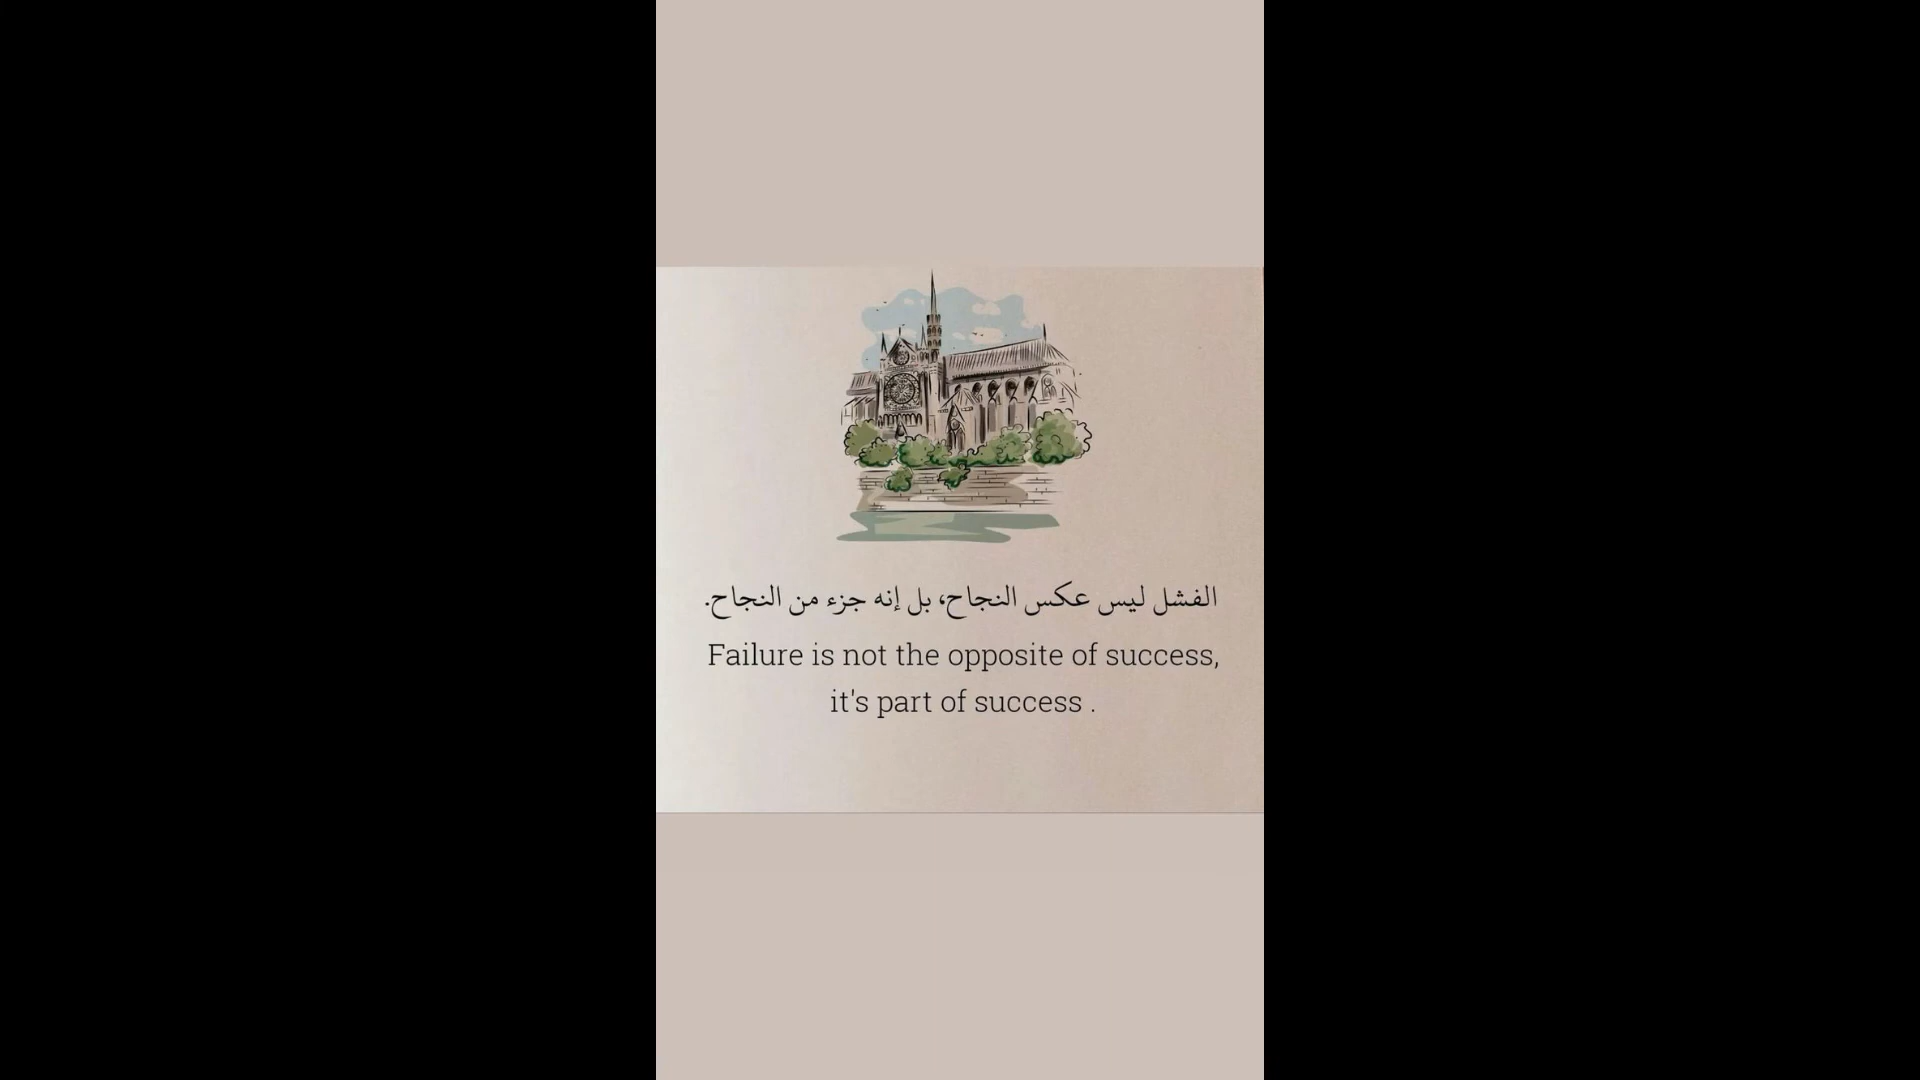 الفشل ليس عكس النجاح، بل إنه جزء من النجاح.
Failure is not the opposite of success,
it's part of success .